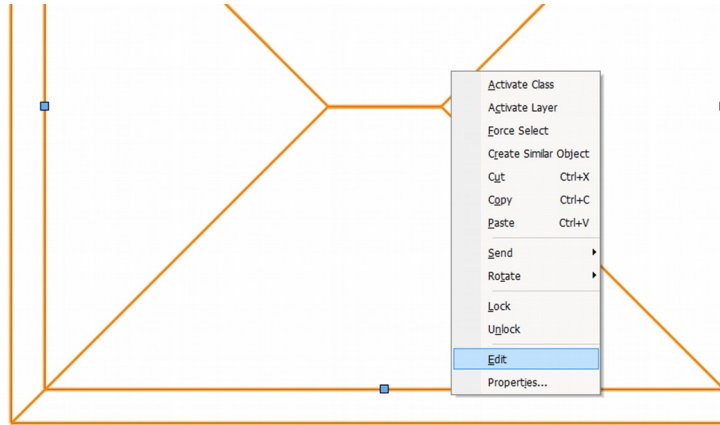 Activate Class
Activate Layer
Force Select
Create Similar Object
Cut Ctrl+X
Copy Ctrl+C
Paste Ctrl+V
Send
Rotate
Lock
Unlock
Edit
Properties...